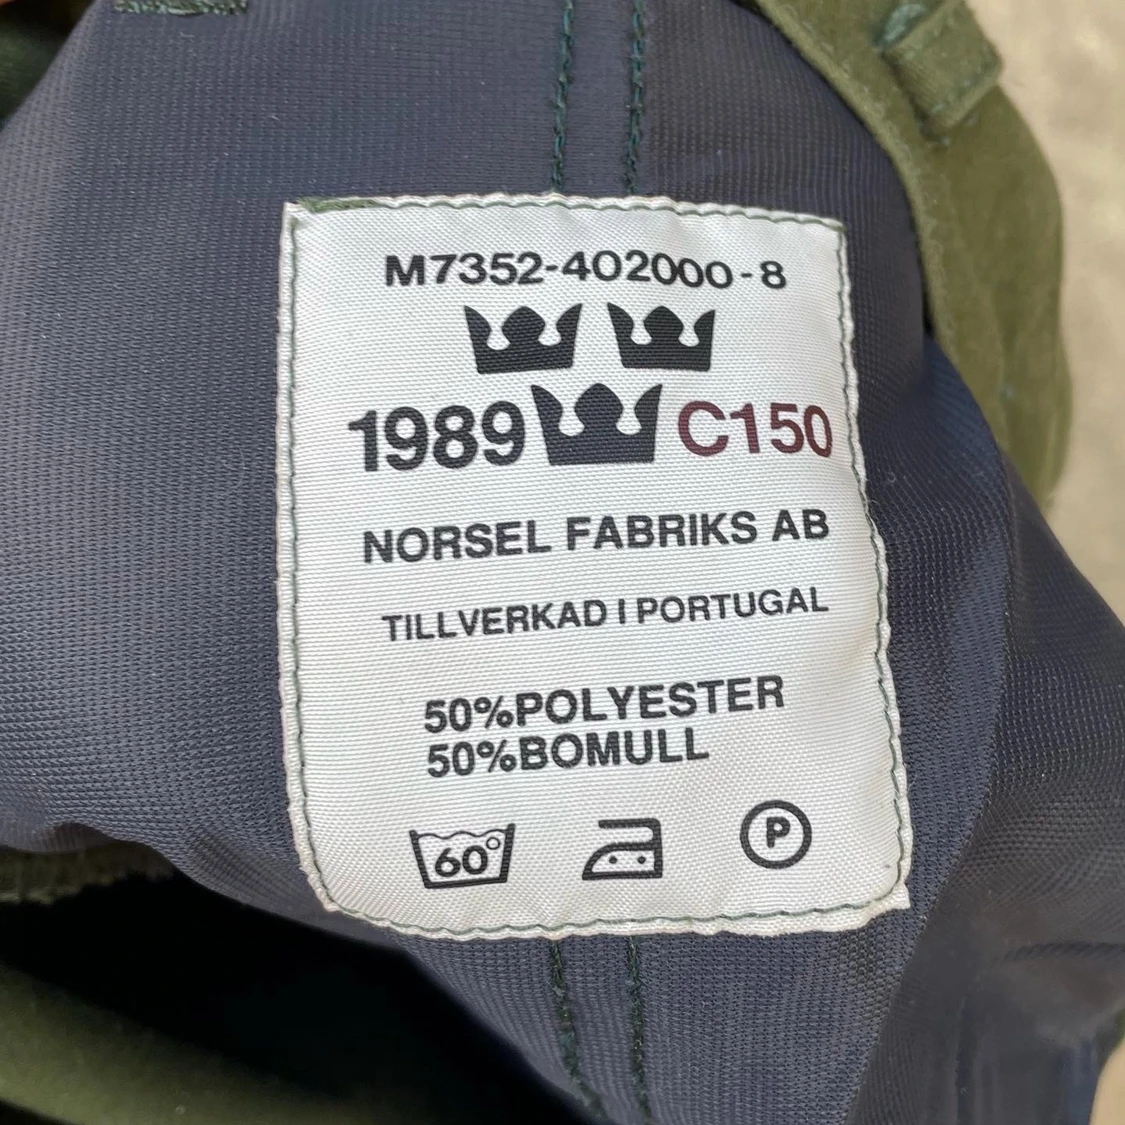 M7352-402000-8
1989 C150
NORSEL FABRIKS AB
TILLVERKAD I PORTUGAL
50%POLYESTER
50%BOMULL
60° P